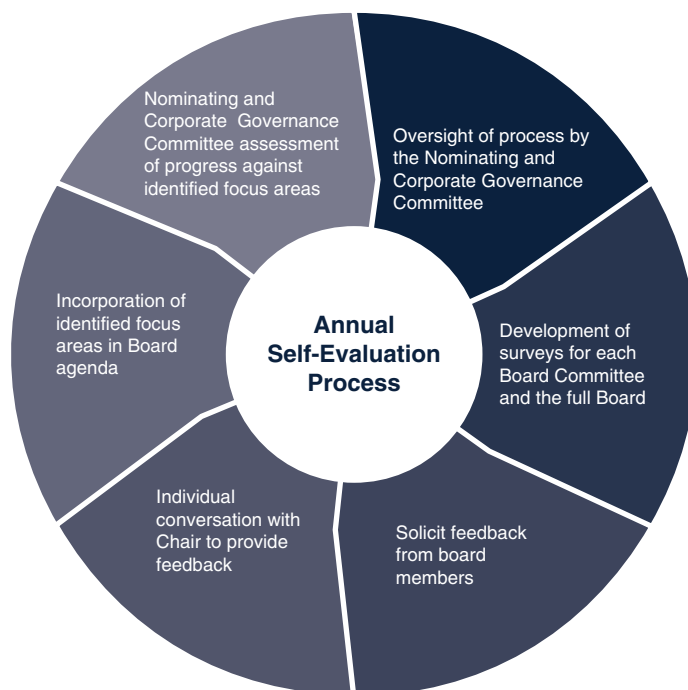 Nominating and
Corporate Governance
Committee assessment
of progress against
identified focus areas
Oversight of process by
the Nominating and
Corporate Governance
Committee
Development of
surveys for each
Board Committee
and the full Board
Solicit feedback
from board
members
Individual
conversation with
Chair to provide
feedback
Incorporation of
identified focus
areas in Board
agenda
Annual
Self-Evaluation
Process